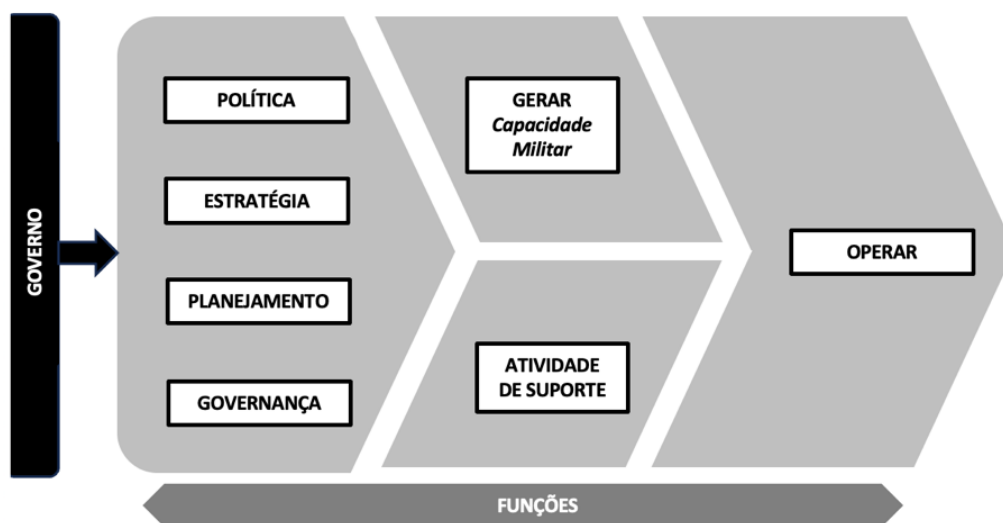 GOVERNO
POLÍTICA
ESTRATÉGIA
PLANEJAMENTO
GOVERNANÇA
GERAR
Capacidade
Militar
ATIVIDADE
DE SUPORTE
OPERAR
FUNÇÕES